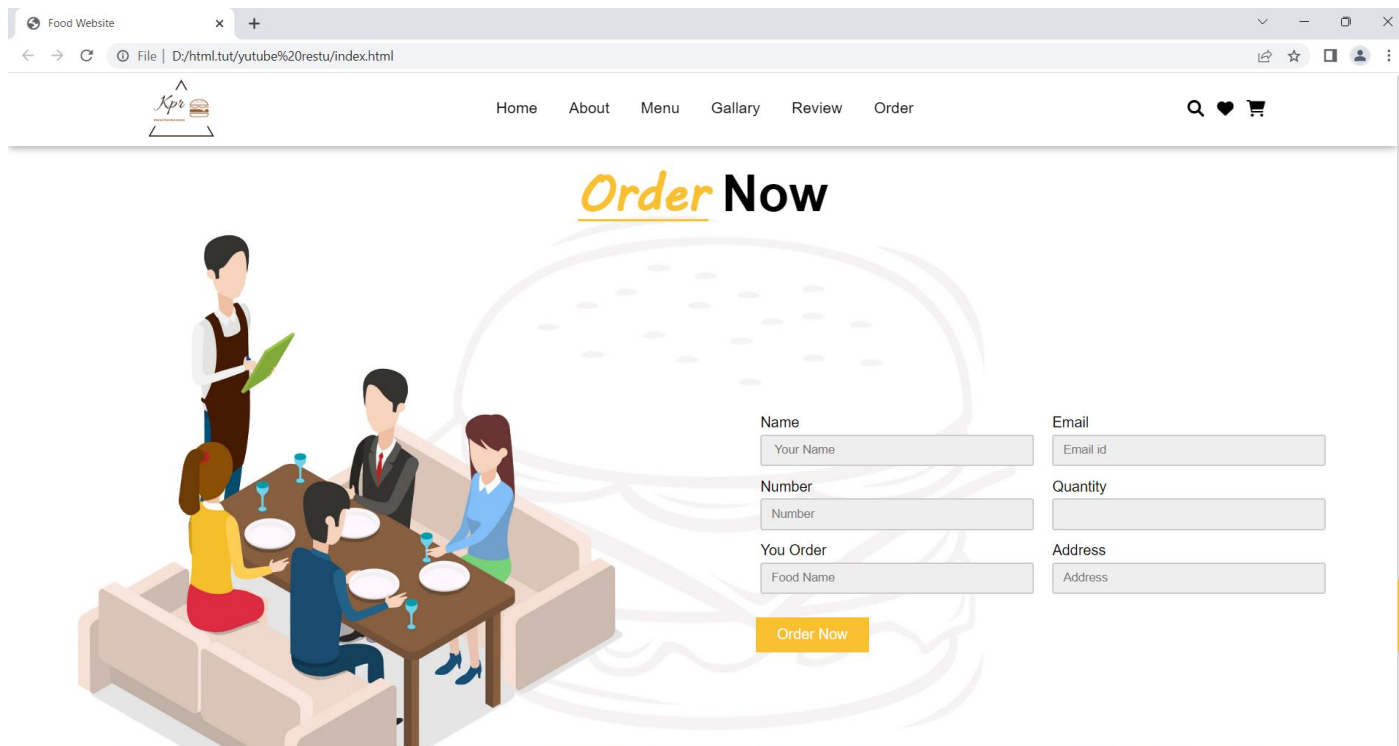 Food Website
File | D:/html.tut/yutube%20restu/index.html
Kpr
Home About Menu Gallary Review Order
Order Now
Name Email
Your Name Email id
Number Quantity
Number
You Order Address
Food Name Address
Order Now